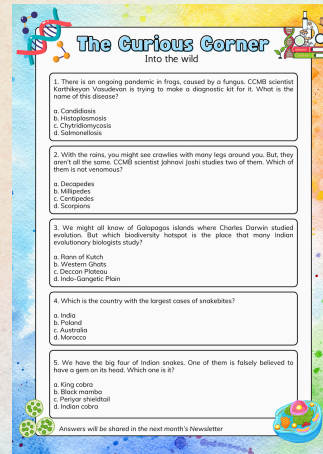 The Curious Corner
Into the wild
1. There is an ongoing pandemic in frogs, caused by a fungus. CCMB scientist
Karthikeyan Vasudevan is trying to make a diagnostic kit for it. What is the
name of this disease?
a. Candidiasis
b. Histoplasmosis
c. Chytridiomycosis
d. Salmonellosis
2. With the rains, you might see crawlies with many legs around you. But, they
aren't all the same. CCMB scientist Jahnavi Joshi studies two of them. Which of
them is not venomous?
a. Decapedes
b. Millipedes
c. Centipedes
d. Scorpions
3. We might all know of Galapagos islands where Charles Darwin studied
evolution. But which biodiversity hotspot is the place that many Indian
evolutionary biologists study?
a. Rann of Kutch
b. Western Ghats
c. Deccan Plateau
d. Indo-Gangetic Plain
4. Which is the country with the largest cases of snakebites?
a. India
b. Poland
c. Australia
d. Morocco
5. We have the big four of Indian snakes. One of them is falsely believed to
have a gem on its head. Which one is it?
a. King cobra
b. Black mamba
c. Periyar shieldtail
d. Indian cobra
Answers will be shared in the next month's Newsletter